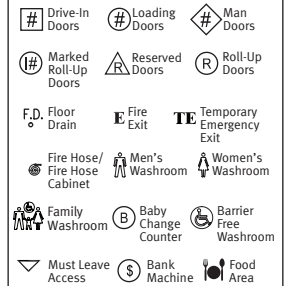 # Drive-In # Loading # Man
Doors Doors Doors
I# Marked R Reserved R Roll-Up
Roll-Up Doors Doors
Doors
F.D. Floor E Fire TE Temporary
Drain Exit Emergency
Exit
Fire Hose/ Men's Women's
Fire Hose Washroom Washroom
Cabinet
Family B Baby Barrier
Washroom Change Free
Counter Washroom
Must Leave $ Bank Food
Access Machine Area